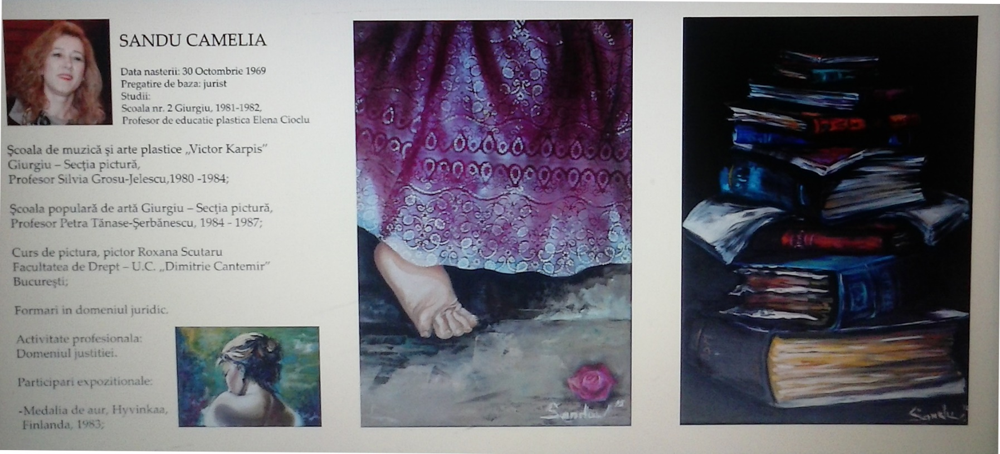 SANDU CAMELIA
Data nasterii: 30 Octombrie 1969
Pregatire de baza: jurist
Studii:
Scoala nr. 2 Giurgiu, 1981-1982,
Profesor de educatie plastica Elena Cioclu
Şcoala de muzică şi arte plastice „Victor Karpis”
Giurgiu – Secţia pictură,
Profesor Silvia Grosu-Jelescu,1980 -1984;
Şcoala populară de artă Giurgiu – Secţia pictură,
Profesor Petra Tănase-Şerbănescu, 1984 - 1987;
Curs de pictura, pictor Roxana Scutaru
Facultatea de Drept – U.C. „Dimitrie Cantemir”
Bucureşti;
Formari in domeniul juridic.
Activitate profesionala:
Domeniul justitiei.
Participari expozitionale:
-Medalia de aur, Hyvinkaa,
Finlanda, 1983;
Sandu
Sandu